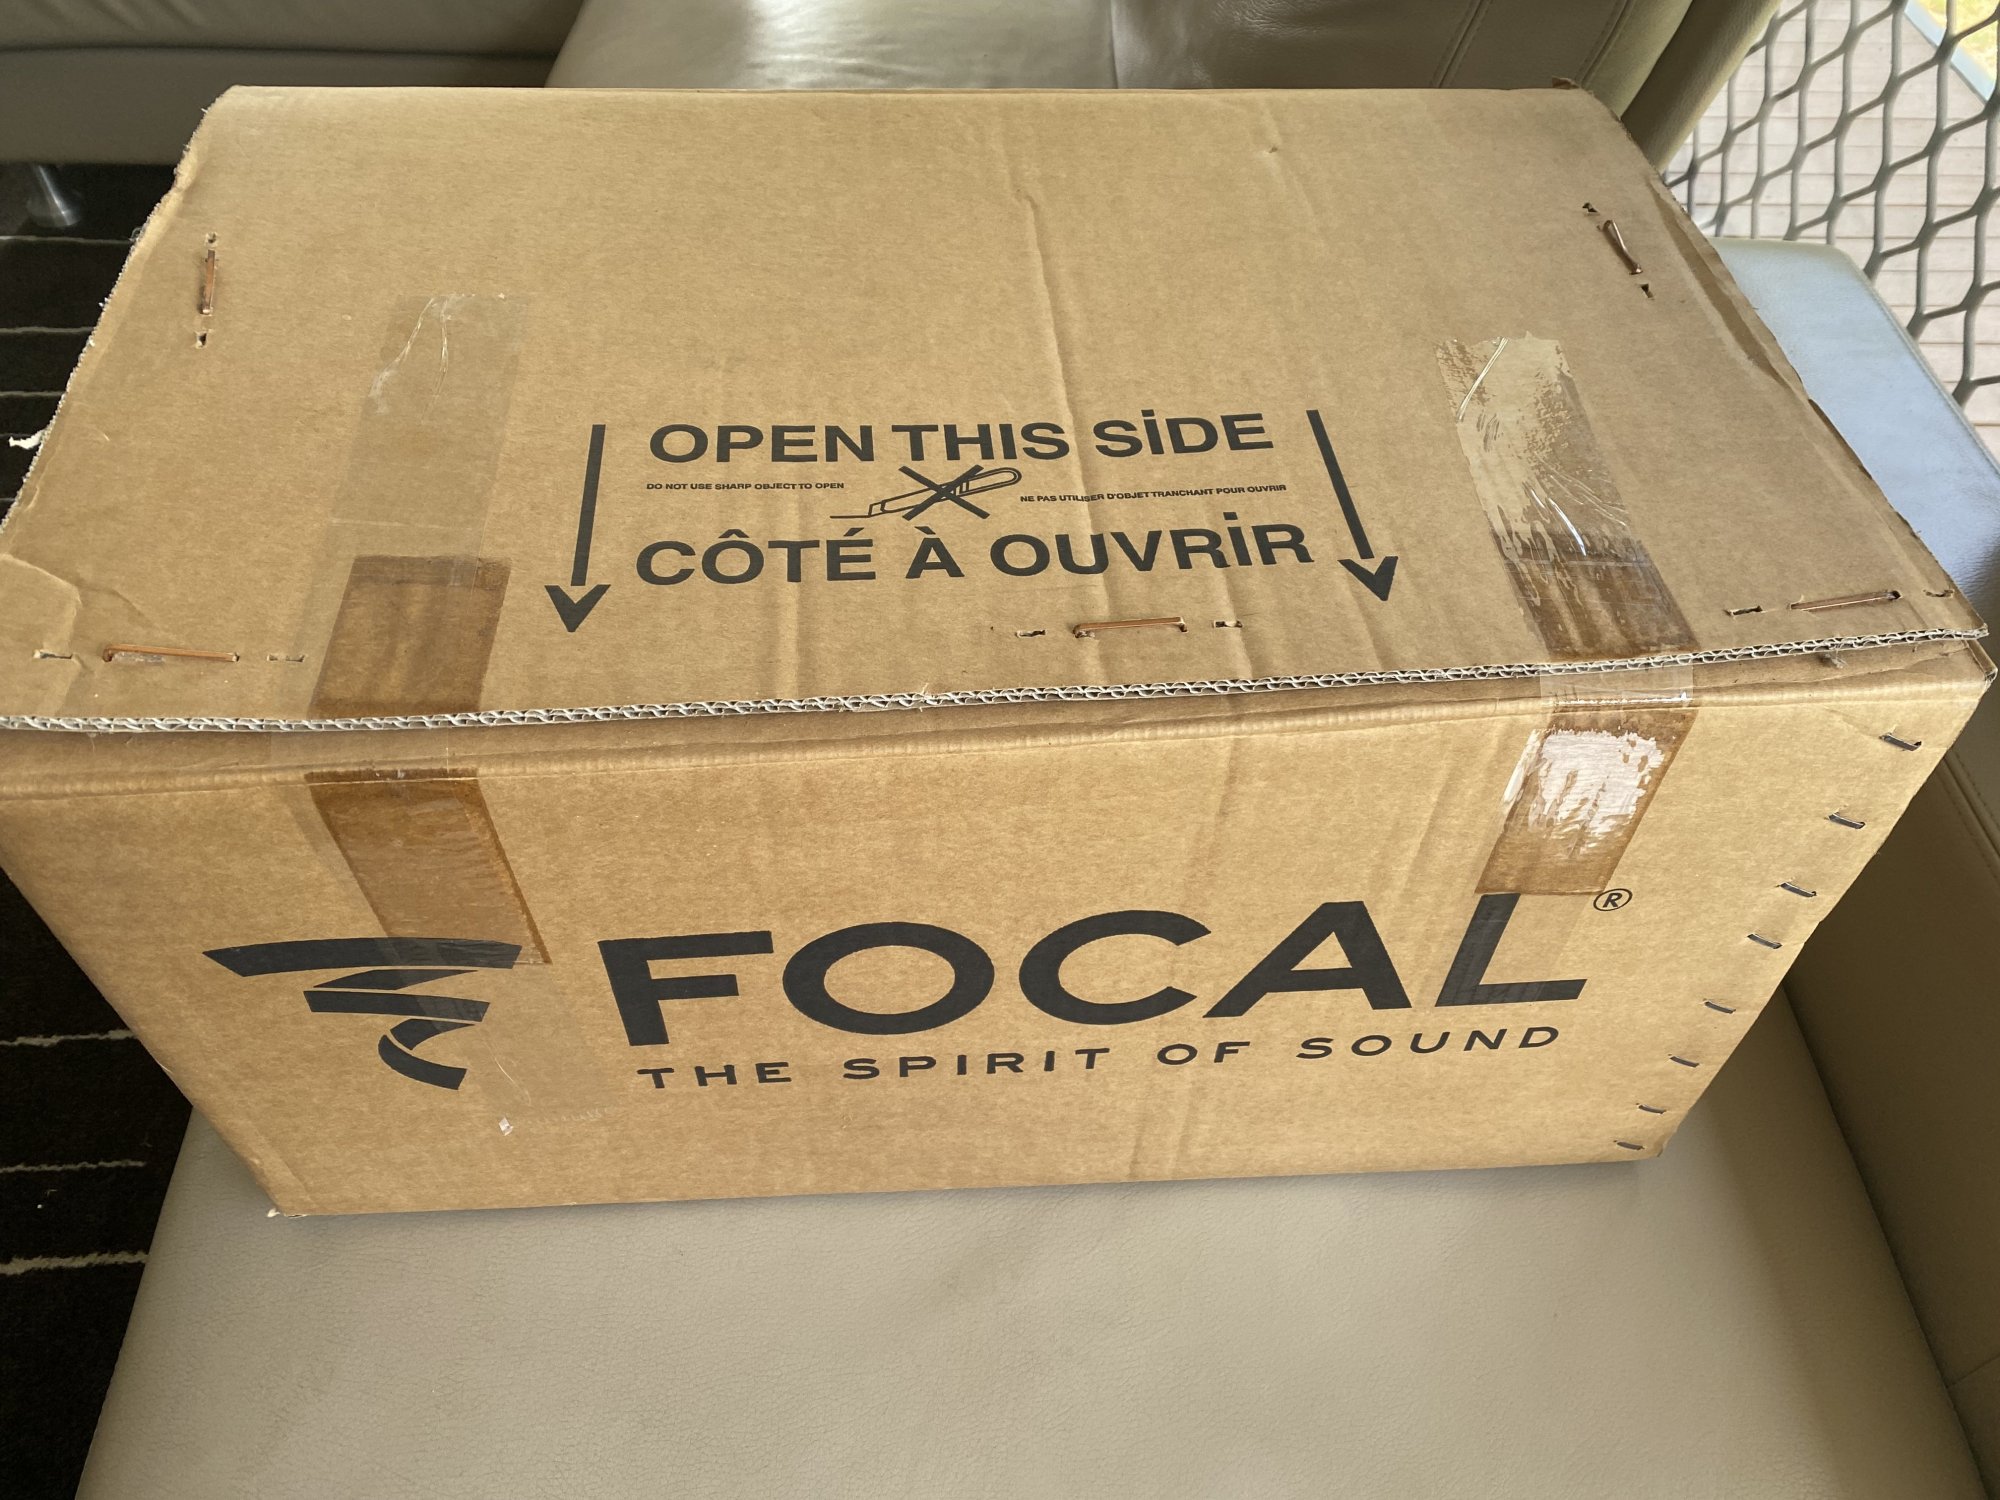 OPEN THIS SİDE
DO NOT USE SHARP OBJECT TO OPEN
NE PAS UTILISER D'OBJET TRANCHANT POUR OUVRIR
CÔTÉ À OUVRİR
FOCAL®
THE SPIRIT OF SOUND